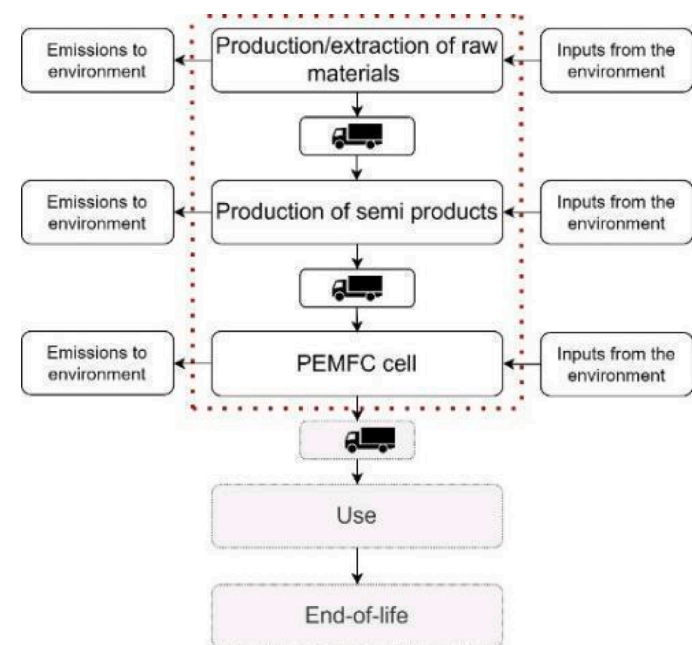 Emissions to
environment
Production/extraction of raw
materials
Inputs from the
environment
Emissions to
environment
Production of semi products
Inputs from the
environment
Emissions to
environment
PEMFC cell
Inputs from the
environment
Use
End-of-life